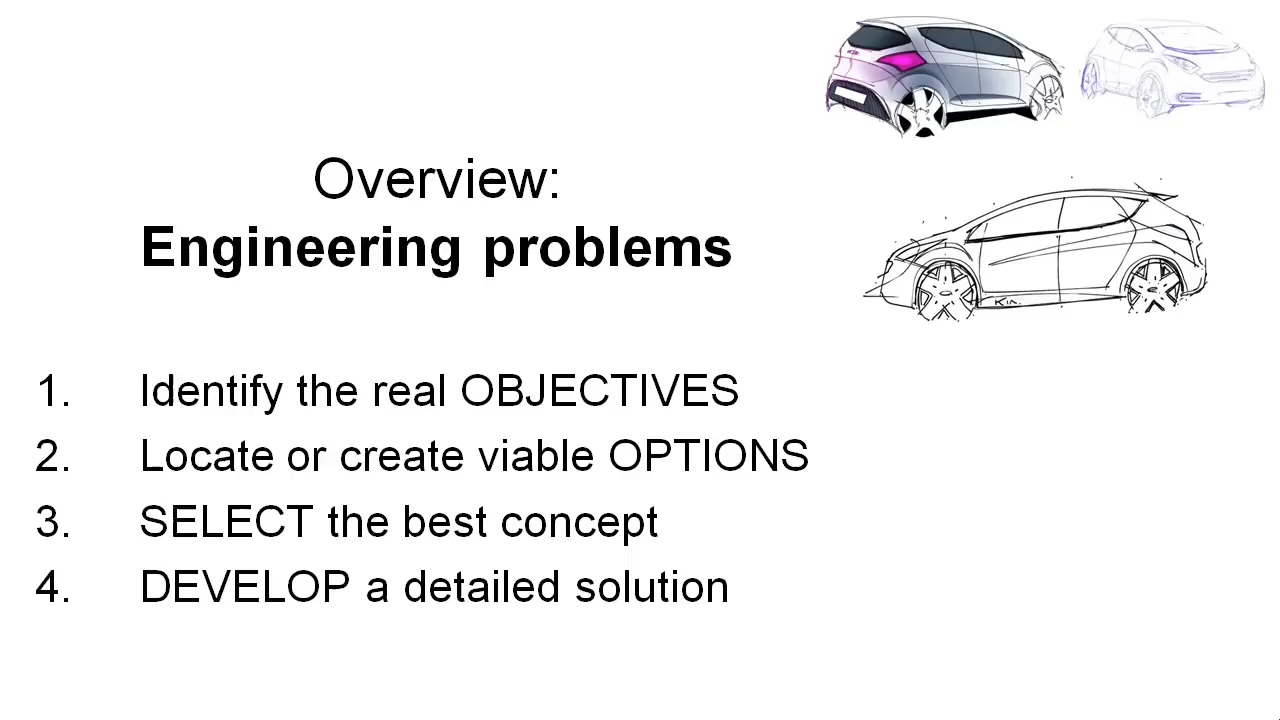 Overview:
Engineering problems
1. Identify the real OBJECTIVES
2. Locate or create viable OPTIONS
3. SELECT the best concept
4. DEVELOP a detailed solution
KIA